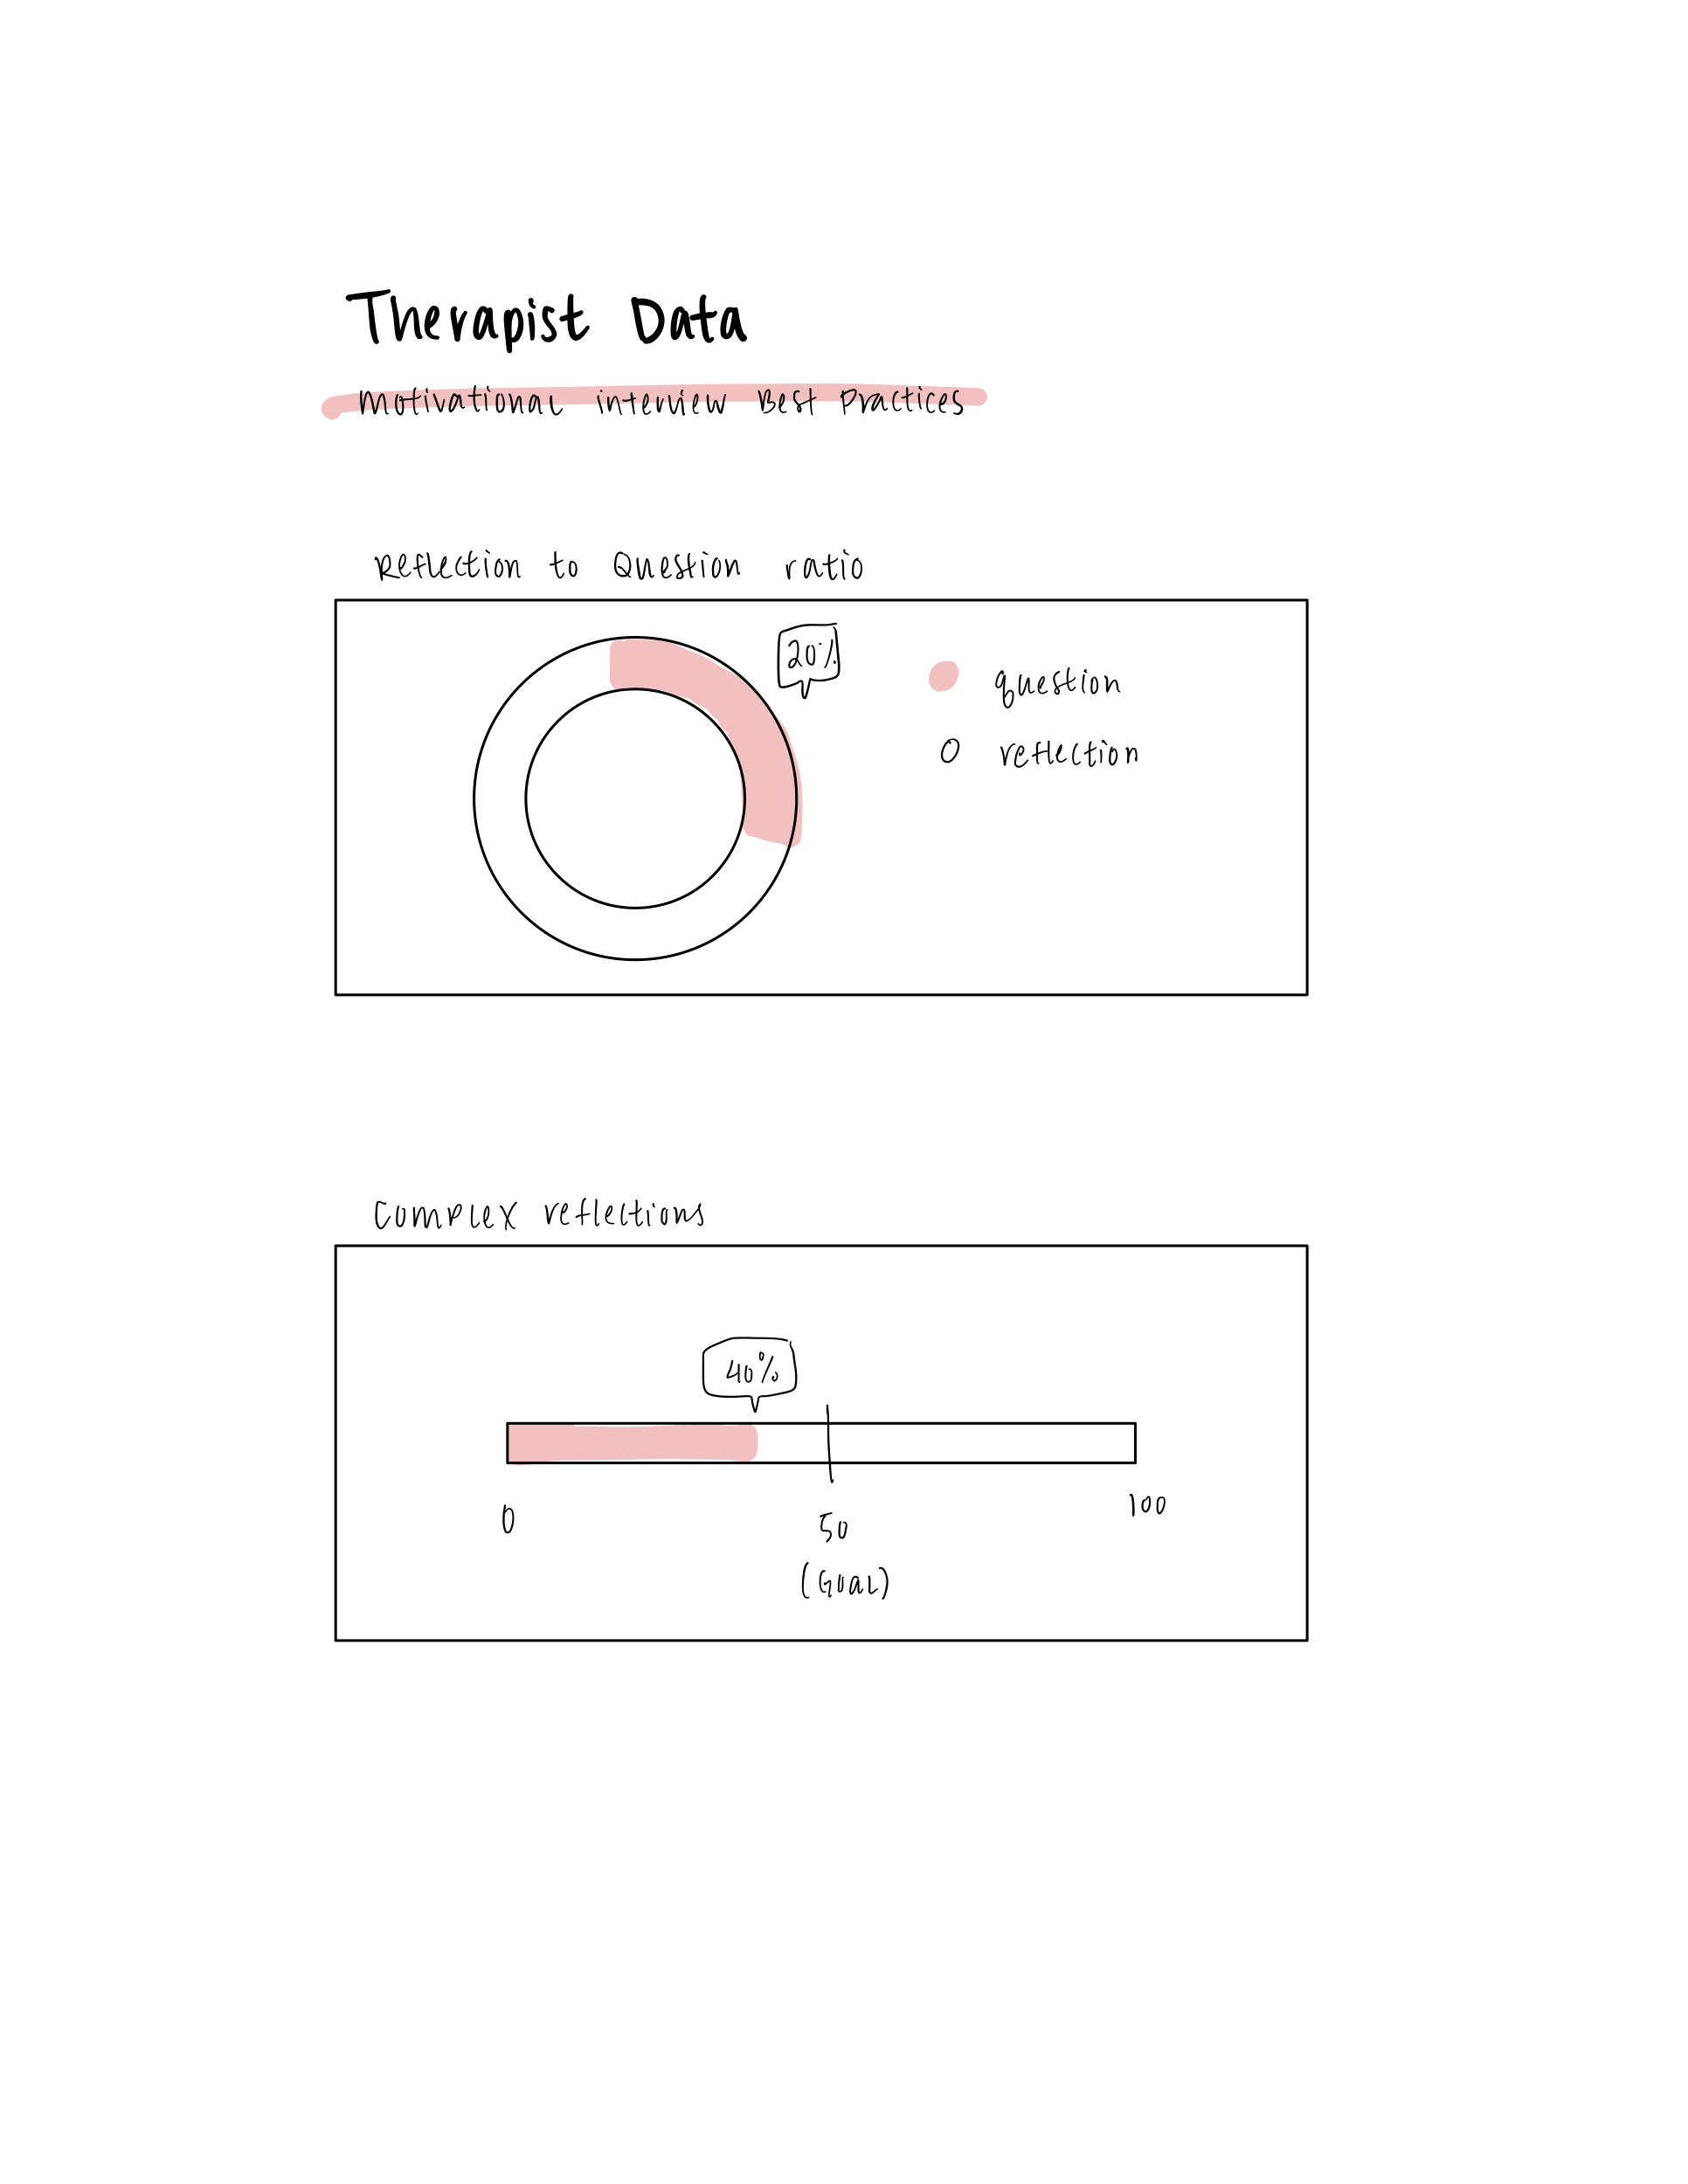 Therapist Data
Motivational interview best practices
Reflection to Question ratio
20%
question
reflection
Complex reflections
40%
0
50
100
(Goal)